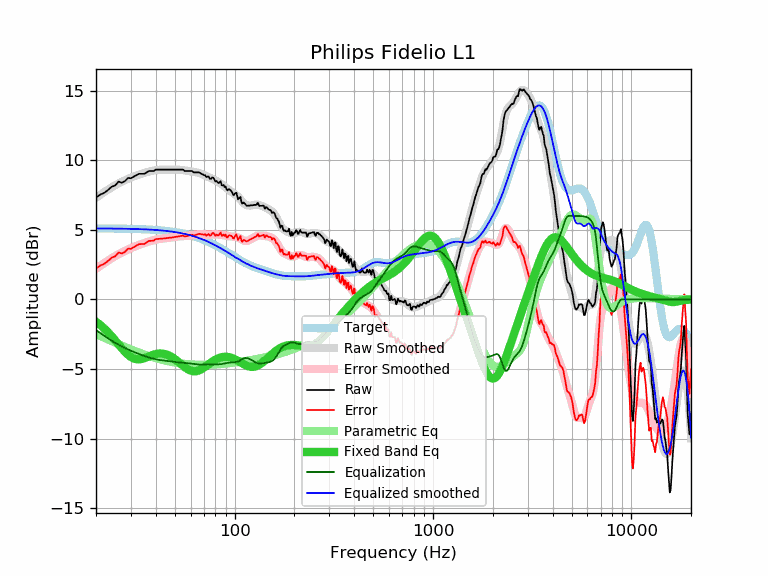 Philips Fidelio L1
Amplitude (dBr)
15
10
5
0
−5
−10
−15
Target
Raw Smoothed
Error Smoothed
Raw
Error
Parametric Eq
Fixed Band Eq
Equalization
Equalized smoothed
100 1000 10000
Frequency (Hz)